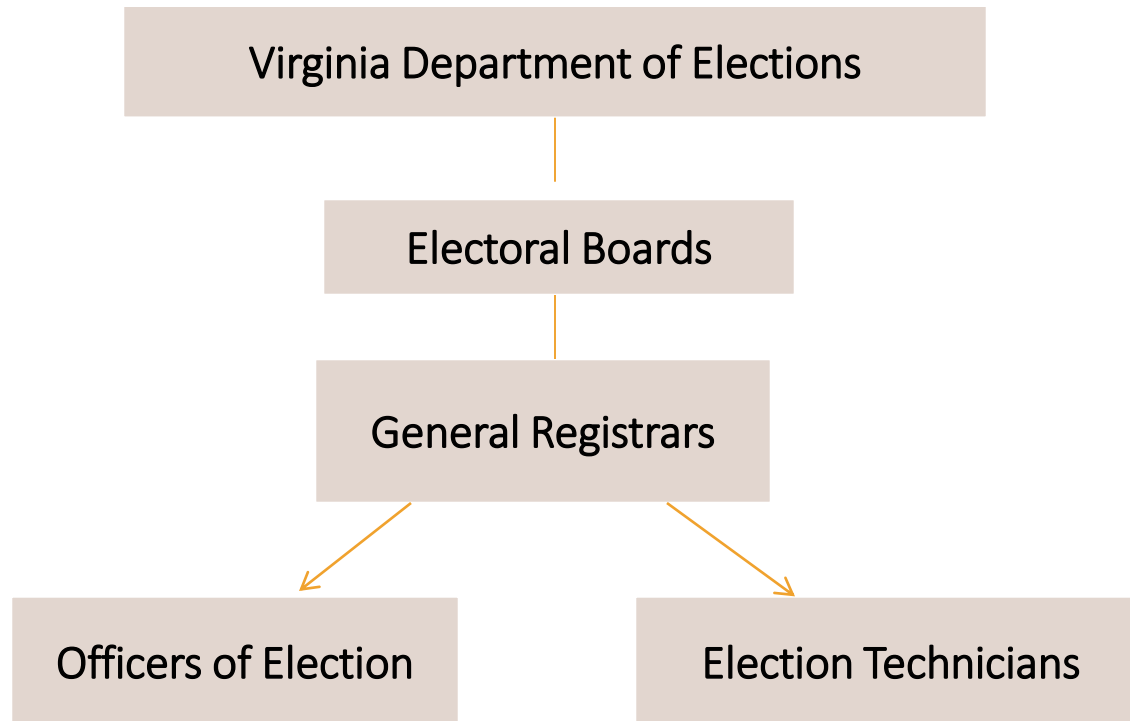 Virginia Department of Elections
Electoral Boards
General Registrars
Officers of Election
Election Technicians